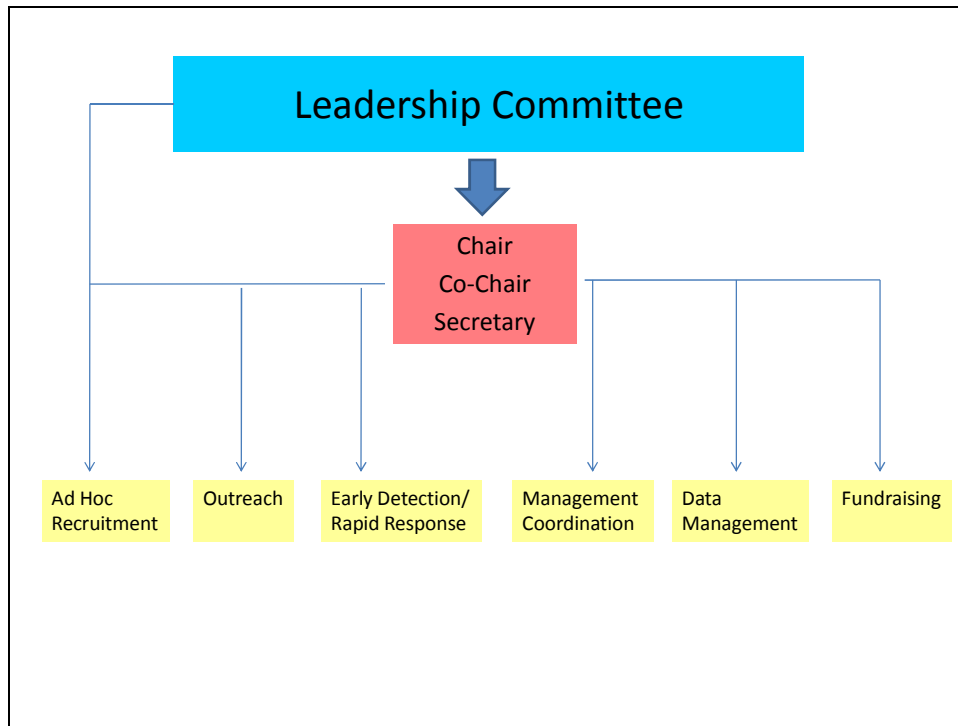 Leadership Committee
Chair
Co-Chair
Secretary
Ad Hoc
Recruitment
Outreach
Early Detection/
Rapid Response
Management
Coordination
Data
Management
Fundraising